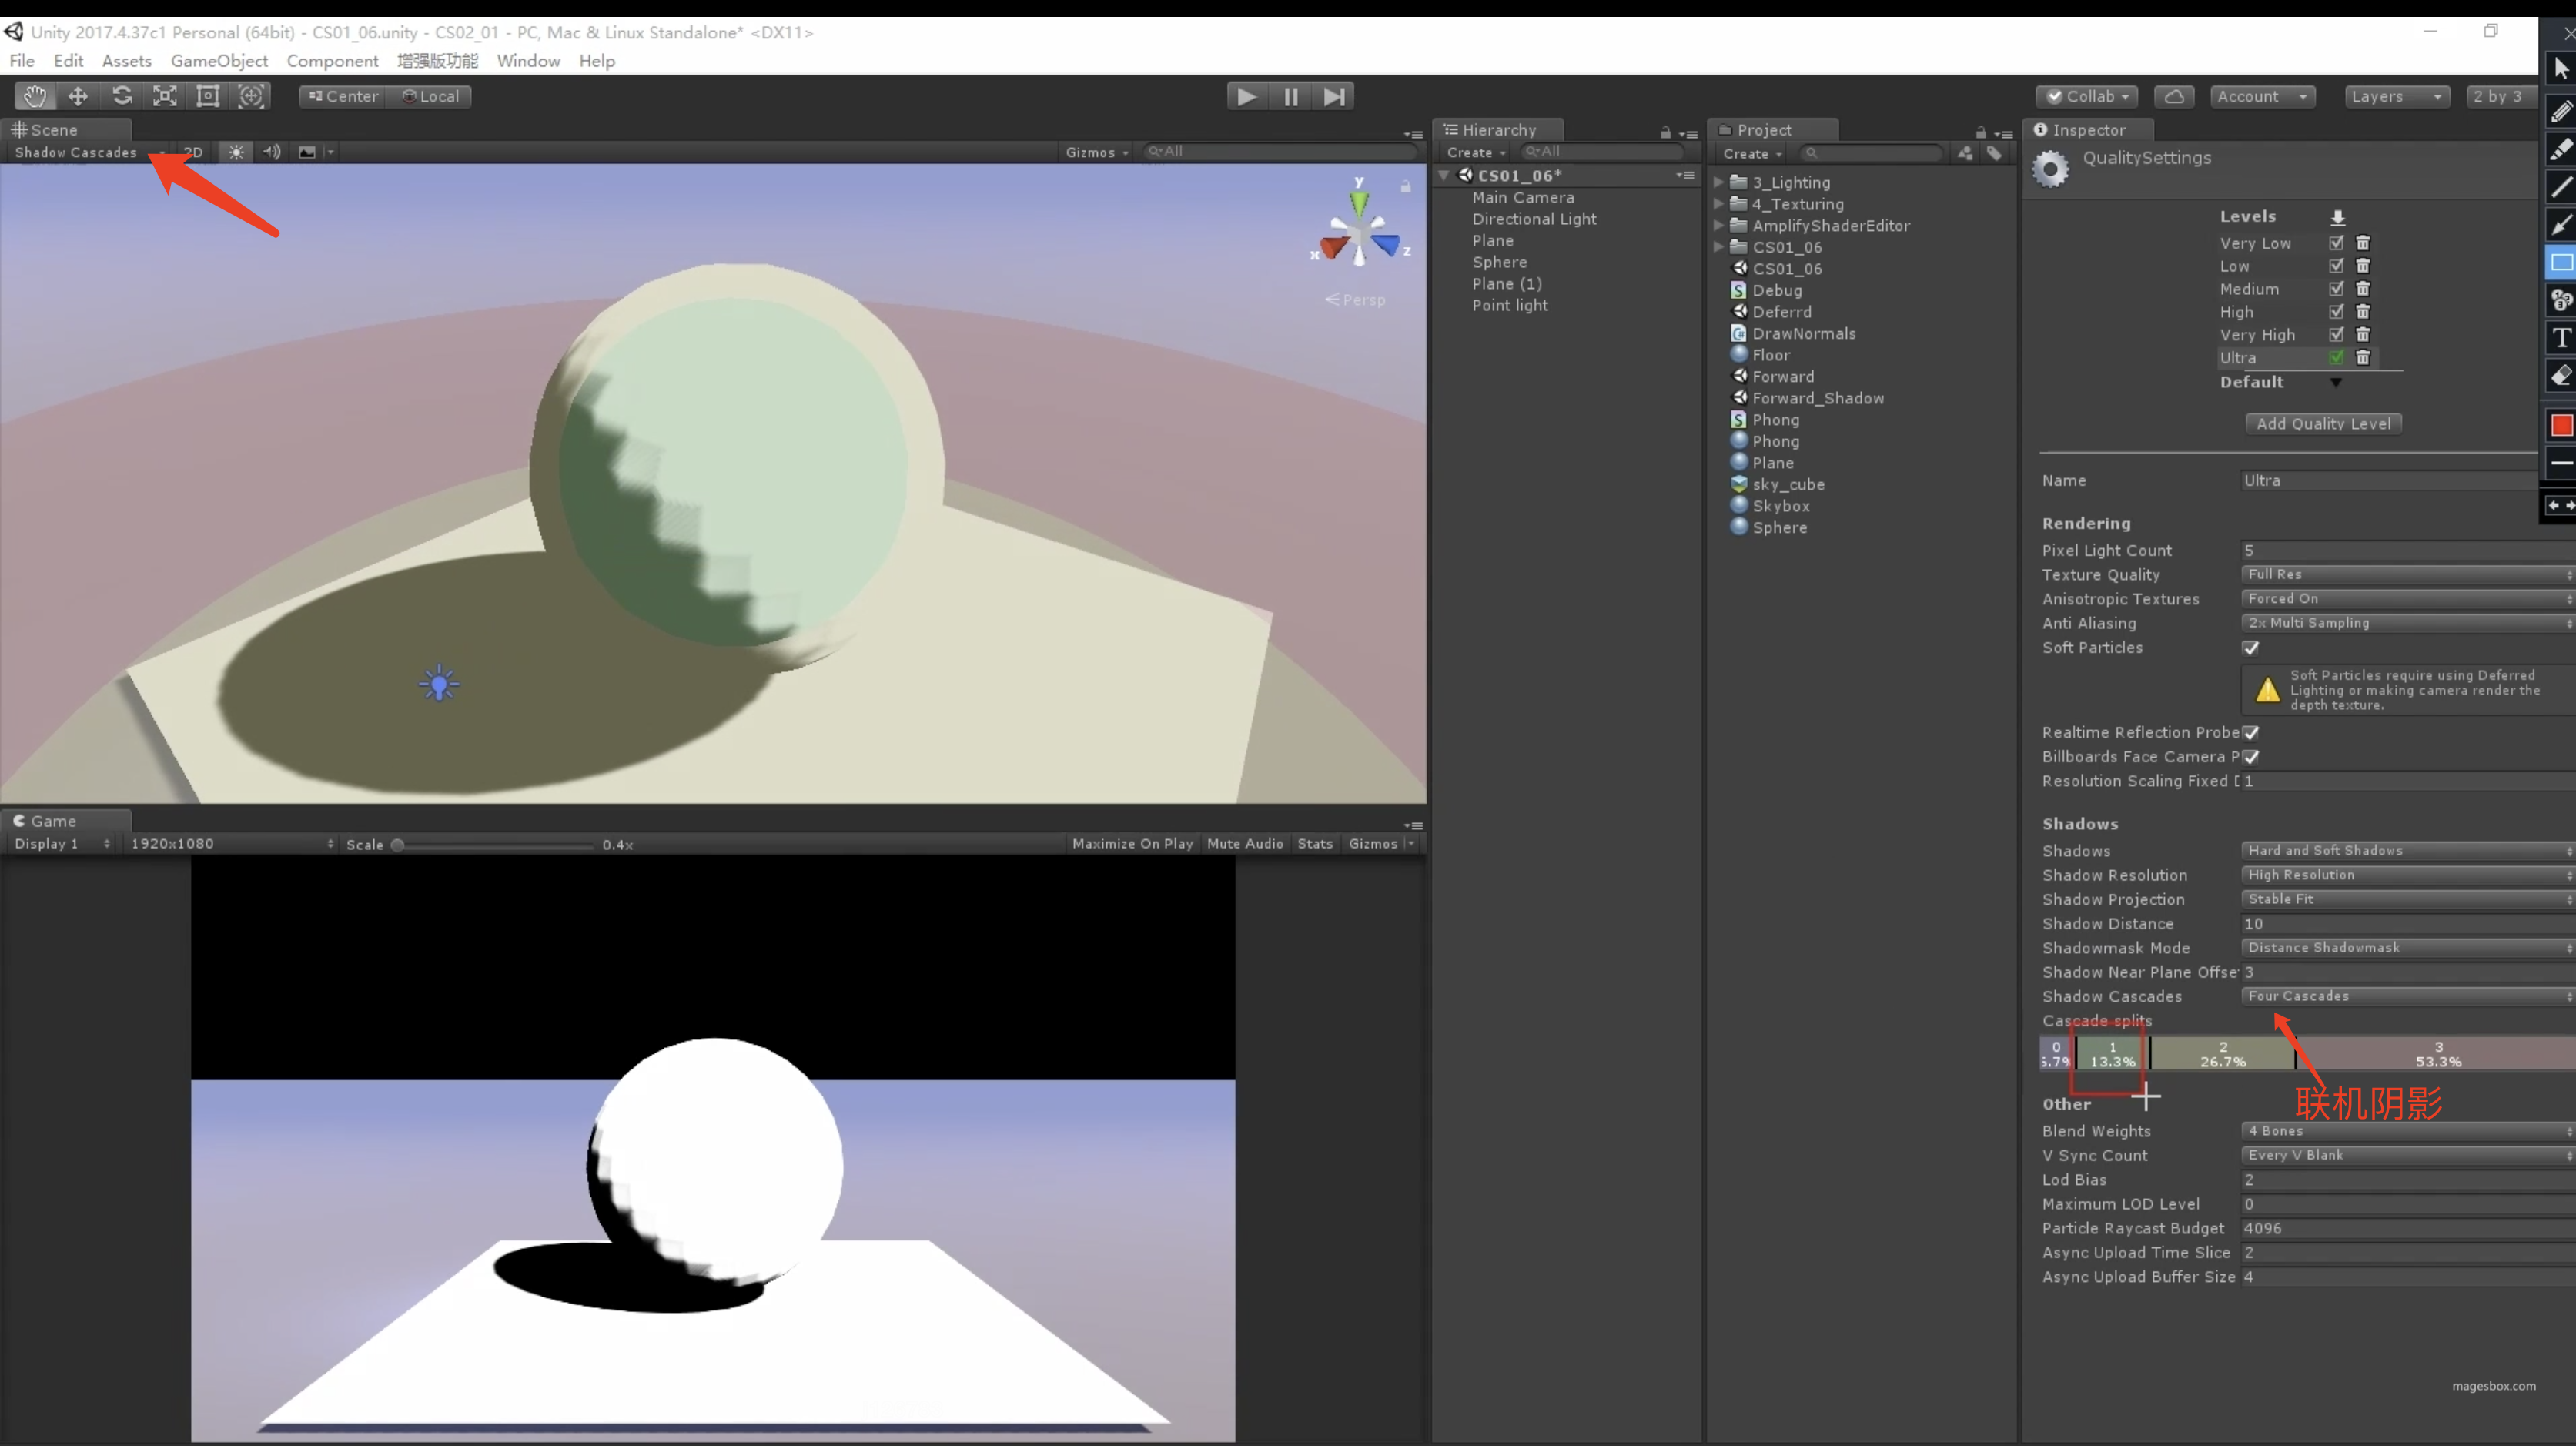 Unity 2017.4.37c1 Personal (64bit) - CS01_06.unity - CS02_01 - PC, Mac & Linux Standalone* <DX11>
File Edit Assets GameObject Component 增强版功能 Window Help
Center Local Collab Account Layers 2 by 3
Scene
Shadow Cascades 2D Gizmos All
y
x z
Persp
Game
Display 1 1920x1080 Scale 0.4x Maximize On Play Mute Audio Stats Gizmos
Hierarchy
Create All
CS01_06*
Main Camera
Directional Light
Plane
Sphere
Plane (1)
Point light
Project
Create
3_Lighting
4_Texturing
AmplifyShaderEditor
CS01_06
CS01_06
Debug
Deferrd
DrawNormals
Floor
Forward
Forward_Shadow
Phong
Phong
Plane
sky_cube
Skybox
Sphere
Inspector
QualitySettings
Levels
Very Low
Low
Medium
High
Very High
Ultra
Default
Add Quality Level
Name Ultra
Rendering
Pixel Light Count 5
Texture Quality Full Res
Anisotropic Textures Forced On
Anti Aliasing 2x Multi Sampling
Soft Particles
Soft Particles require using Deferred
Lighting or making camera render the
depth texture.
Realtime Reflection Probe
Billboards Face Camera P
Resolution Scaling Fixed D 1
Shadows
Shadows Hard and Soft Shadows
Shadow Resolution High Resolution
Shadow Projection Stable Fit
Shadow Distance 10
Shadowmask Mode Distance Shadowmask
Shadow Near Plane Offse 3
Shadow Cascades Four Cascades
Cascade splits
0 1 2 3
6.7% 13.3% 26.7% 53.3%
联机阴影
Other
Blend Weights 4 Bones
V Sync Count Every V Blank
Lod Bias 2
Maximum LOD Level 0
Particle Raycast Budget 4096
Async Upload Time Slice 2
Async Upload Buffer Size 4
magesbox.com